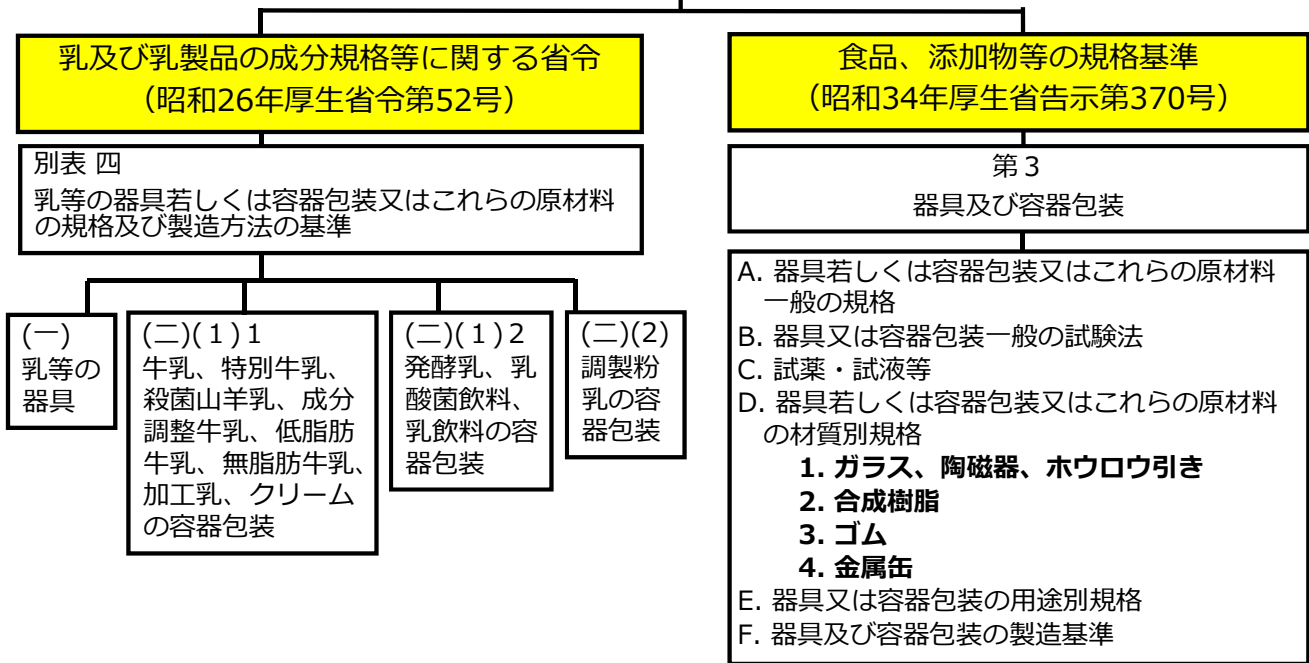 乳及び乳製品の成分規格等に関する省令
（昭和26年厚生省令第52号）
別表 四
乳等の器具若しくは容器包装又はこれらの原材料
の規格及び製造方法の基準
(一)
乳等の
器具
(二)(１)１
牛乳、特別牛乳、
殺菌山羊乳、成分
調整牛乳、低脂肪
牛乳、無脂肪牛乳、
加工乳、クリーム
の容器包装
(二)(１)２
発酵乳、乳
酸菌飲料、
乳飲料の容
器包装
(二)(2)
調製粉
乳の容
器包装
食品、添加物等の規格基準
（昭和34年厚生省告示第370号）
第３
器具及び容器包装
A. 器具若しくは容器包装又はこれらの原材料
一般の規格
B. 器具又は容器包装一般の試験法
C. 試薬・試液等
D. 器具若しくは容器包装又はこれらの原材料
の材質別規格
1. ガラス、陶磁器、ホウロウ引き
2. 合成樹脂
3. ゴム
4. 金属缶
E. 器具又は容器包装の用途別規格
F. 器具及び容器包装の製造基準